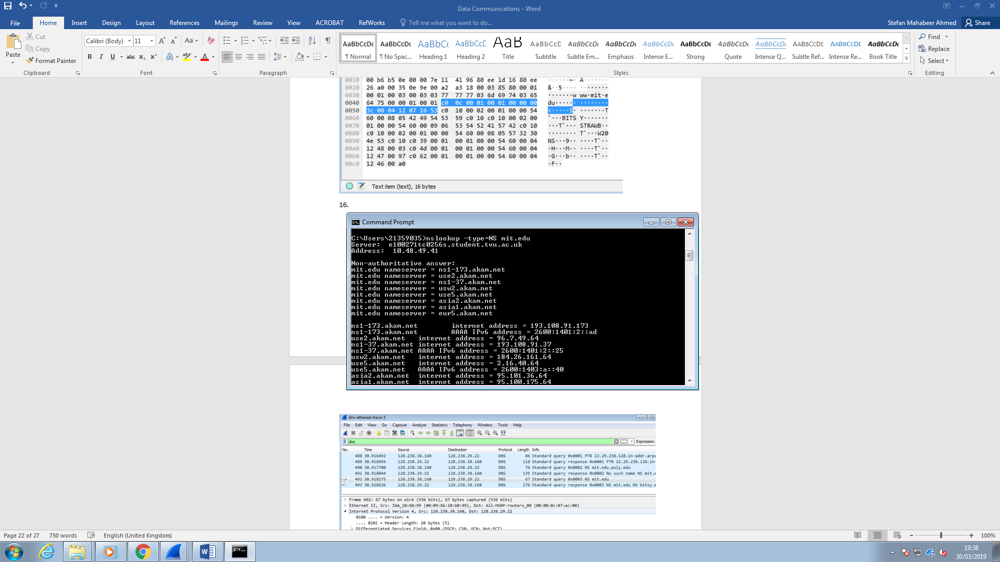 Data Communications - Word
File Home Insert Design Layout References Mailings Review View ACROBAT RefWorks Tell me what you want to do... Stefan Mahabeer Ahmed Share
Paste
Cut
Copy
Format Painter
Clipboard
Calibri (Body) 11
Font
Paragraph
AaBbCcDc AaBbCcDc AaBbCc AaBbCcD AaB AaBbCcD AaBbCcDc AaBbCcDc AaBbCcDc AaBbCcDc AaBbCcDc AaBbCcDc AABBCCDD AABBCCDD AaBbCcDc
¶ Normal ¶ No Spac... Heading 1 Heading 2 Title Subtitle Subtle Em... Emphasis Intense E... Strong Quote Intense Q... Subtle Ref... Intense Re... Book Title
Styles
Find
Replace
Select
Editing
0010 00 b6 b5 0e 00 00 7e 11 41 96 80 ee 1d 16 80 ee ······~· A·······
0020 26 a0 00 35 0e 9e 00 a2 a3 18 00 03 85 80 00 01 &··5···· ········
0030 00 01 00 03 00 03 03 77 77 77 03 6d 69 74 03 65 ·······w ww·mit·e
0040 64 75 00 00 01 00 01 c0 0c 00 01 00 01 00 00 00 du······ ········
0050 3c 00 04 12 07 16 53 c0 10 00 02 00 01 00 00 54 <·····S· ·······T
0060 60 00 08 05 42 49 54 53 59 c0 10 c0 10 00 02 00 `···BITS Y·······
0070 01 00 00 54 60 00 09 06 53 54 52 41 57 42 c0 10 ···T`··· STRAWB··
0080 c0 10 00 02 00 01 00 00 54 60 00 08 05 57 32 30 ········ T`···W20
0090 4e 53 c0 10 c0 39 00 01 00 01 00 00 54 60 00 04 NS···9·· ····T`··
00a0 12 48 00 03 c0 4d 00 01 00 01 00 00 54 60 00 04 ·H···M·· ····T`··
00b0 12 47 00 97 c0 62 00 01 00 01 00 00 54 60 00 04 ·G···b·· ····T`··
00c0 12 46 00 a0 ·F··
Text item (text), 16 bytes
16.
Command Prompt
C:\Users\21359035>nslookup -type=NS mit.edu
Server: e100271tc0256s.student.tvu.ac.uk
Address: 10.48.49.41
Non-authoritative answer:
mit.edu nameserver = ns1-173.akam.net
mit.edu nameserver = use2.akam.net
mit.edu nameserver = ns1-37.akam.net
mit.edu nameserver = usw2.akam.net
mit.edu nameserver = use5.akam.net
mit.edu nameserver = asia2.akam.net
mit.edu nameserver = asia1.akam.net
mit.edu nameserver = eur5.akam.net
ns1-173.akam.net internet address = 193.108.91.173
ns1-173.akam.net AAAA IPv6 address = 2600:1401:2::ad
use2.akam.net internet address = 96.7.49.64
ns1-37.akam.net internet address = 193.108.91.37
ns1-37.akam.net AAAA IPv6 address = 2600:1401:2::25
usw2.akam.net internet address = 184.26.161.64
use5.akam.net internet address = 2.16.40.64
use5.akam.net AAAA IPv6 address = 2600:1403:a::40
asia2.akam.net internet address = 95.101.36.64
asia1.akam.net internet address = 95.100.175.64
dns-ethereal-trace-3
File Edit View Go Capture Analyze Statistics Telephony Wireless Tools Help
dns Expression
No. Time Source Destination Protocol Length Info
488 30.916492 128.238.38.160 128.238.29.22 DNS 86 Standard query 0x0001 PTR 22.29.238.128.in-addr.arpa
489 30.916859 128.238.29.22 128.238.38.160 DNS 118 Standard query response 0x0001 PTR 22.29.238.128.in-
490 30.917700 128.238.38.160 128.238.29.22 DNS 76 Standard query 0x0002 NS mit.edu.poly.edu
491 30.918044 128.238.29.22 128.238.38.160 DNS 135 Standard query response 0x0002 No such name NS mit.e
492 30.918275 128.238.38.160 128.238.29.22 DNS 67 Standard query 0x0003 NS mit.edu
493 30.918636 128.238.29.22 128.238.38.160 DNS 176 Standard query response 0x0003 NS mit.edu NS bitsy.m
Frame 492: 67 bytes on wire (536 bits), 67 bytes captured (536 bits)
Ethernet II, Src: Ibm_10:60:99 (00:09:6b:10:60:99), Dst: All-HSRP-routers_00 (00:00:0c:07:ac:00)
Internet Protocol Version 4, Src: 128.238.38.160, Dst: 128.238.29.22
0100 .... = Version: 4
.... 0101 = Header Length: 20 bytes (5)
Differentiated Services Field: 0x00 (DSCP: CS0, ECN: Not-ECT)
Page 22 of 27 750 words English (United Kingdom) 100%
19:38
30/03/2019